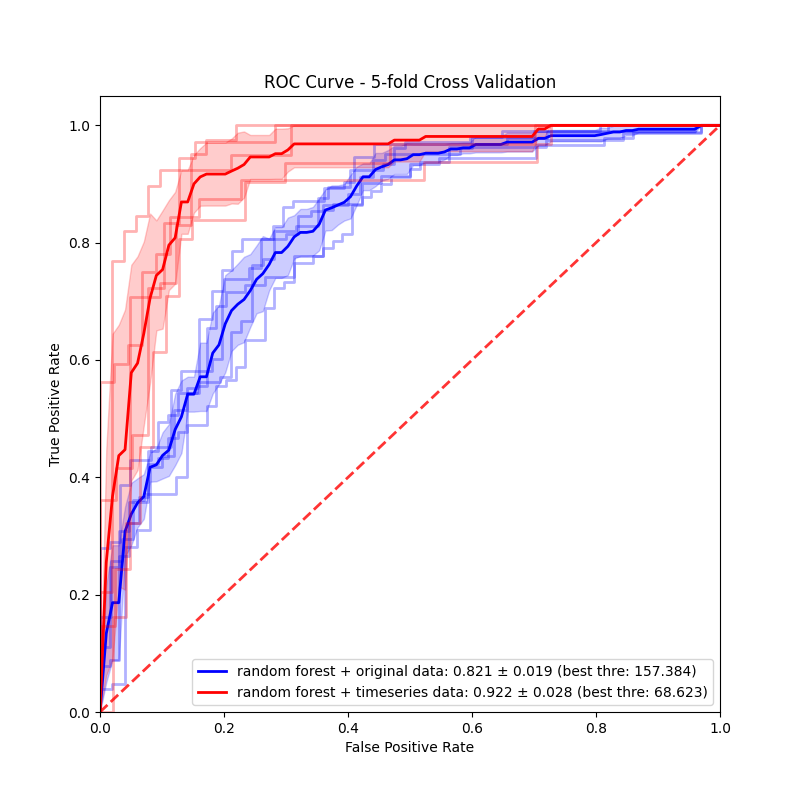 ROC Curve - 5-fold Cross Validation
1.0
0.8
0.6
0.4
0.2
0.0
True Positive Rate
random forest + original data: 0.821 ± 0.019 (best thre: 157.384)
random forest + timeseries data: 0.922 ± 0.028 (best thre: 68.623)
0.0 0.2 0.4 0.6 0.8 1.0
False Positive Rate